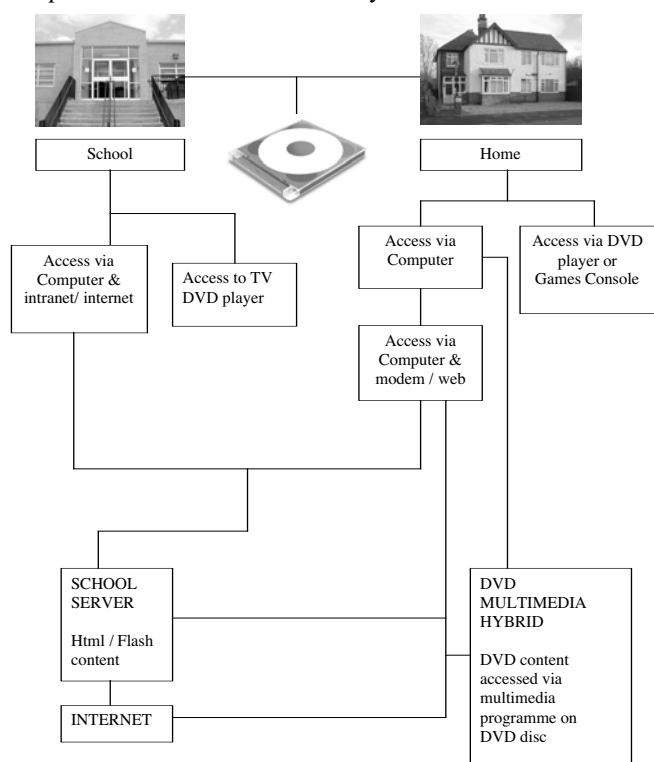 School
Home
Access via
Computer &
intranet/ internet
Access to TV
DVD player
Access via
Computer
Access via DVD
player or
Games Console
Access via
Computer &
modem / web
SCHOOL
SERVER
Html / Flash
content
INTERNET
DVD
MULTIMEDIA
HYBRID
DVD content
accessed via
multimedia
programme on
DVD disc